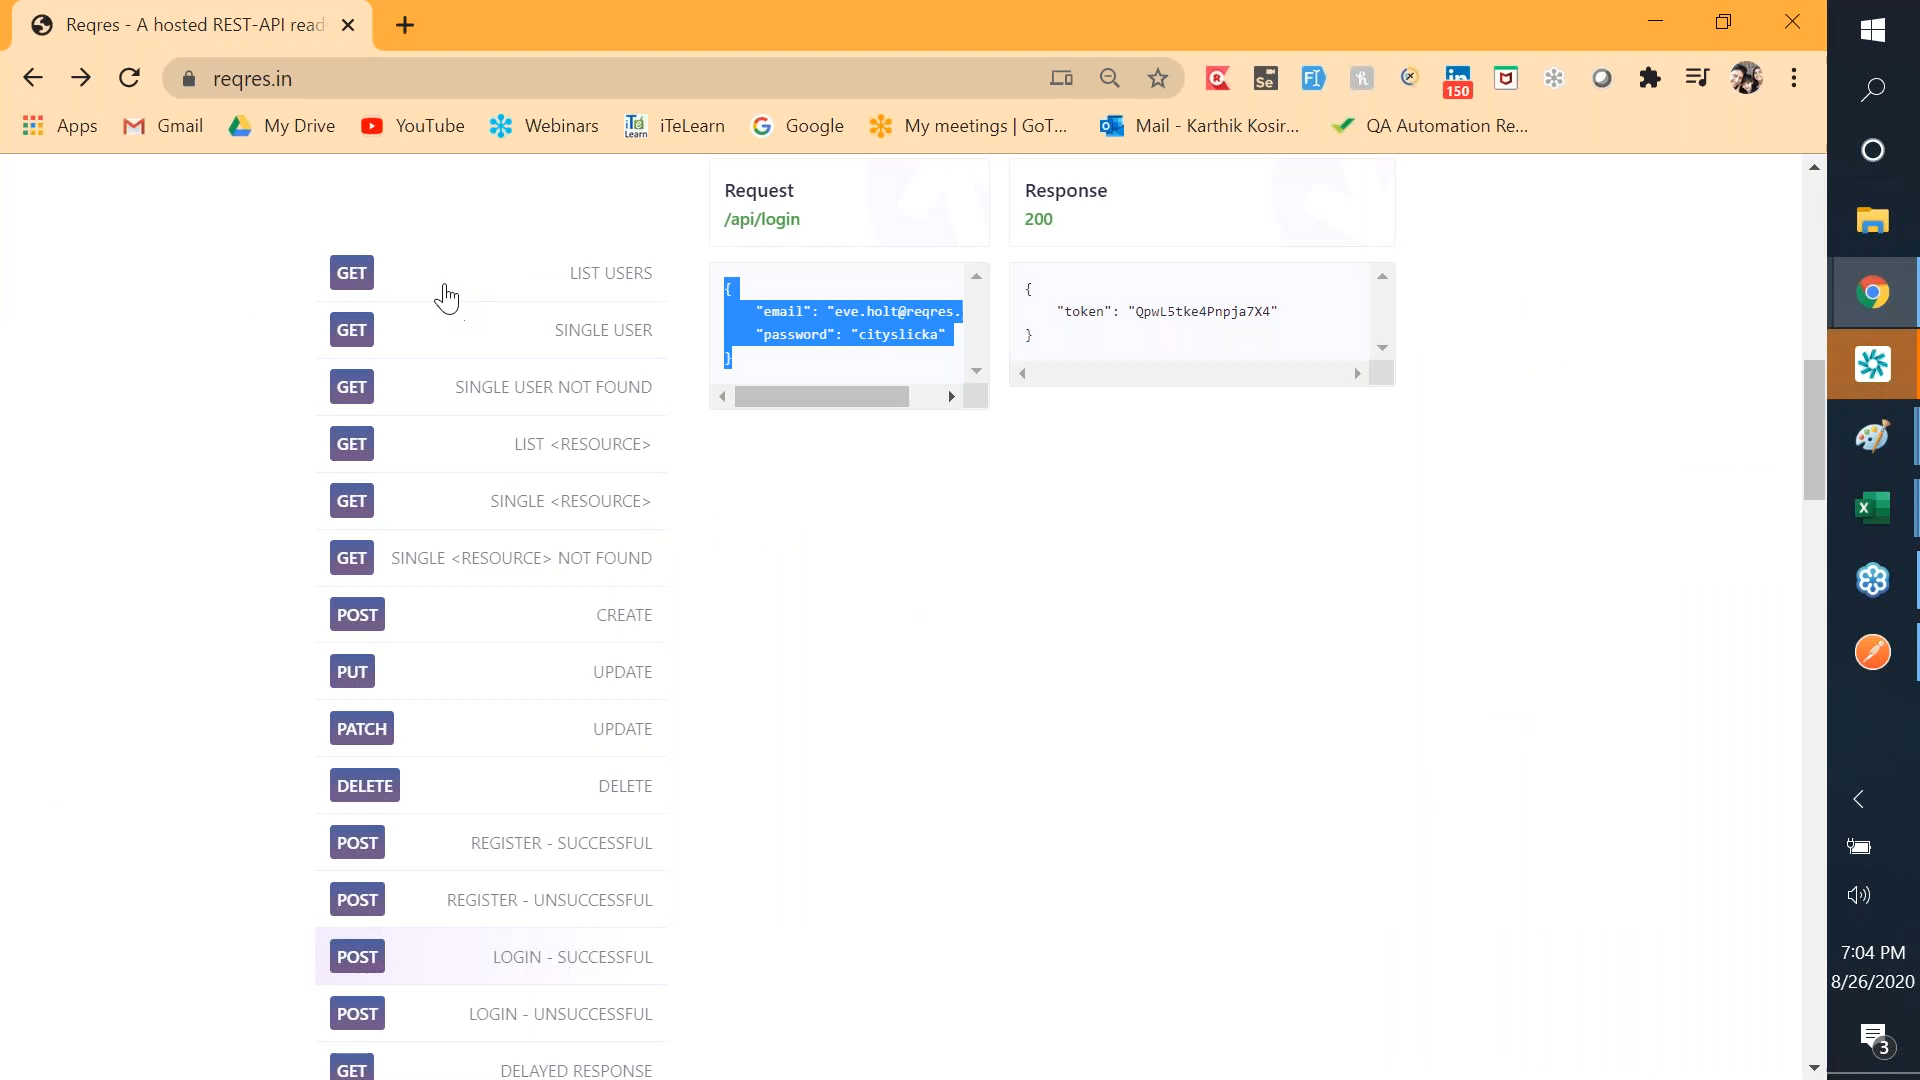 Reqres - A hosted REST-API read
reqres.in
150
Apps
Gmail
My Drive
YouTube
Webinars
iTeLearn
Google
My meetings | GoT...
Mail - Karthik Kosir...
QA Automation Re...
Request
/api/login
Response
200
{
"email": "eve.holt@reqres.
"password": "cityslicka"
}
{
"token": "QpwL5tke4Pnpja7X4"
}
GET LIST USERS
GET SINGLE USER
GET SINGLE USER NOT FOUND
GET LIST <RESOURCE>
GET SINGLE <RESOURCE>
GET SINGLE <RESOURCE> NOT FOUND
POST CREATE
PUT UPDATE
PATCH UPDATE
DELETE DELETE
POST REGISTER - SUCCESSFUL
POST REGISTER - UNSUCCESSFUL
POST LOGIN - SUCCESSFUL
POST LOGIN - UNSUCCESSFUL
GET DELAYED RESPONSE
7:04 PM
8/26/2020
3